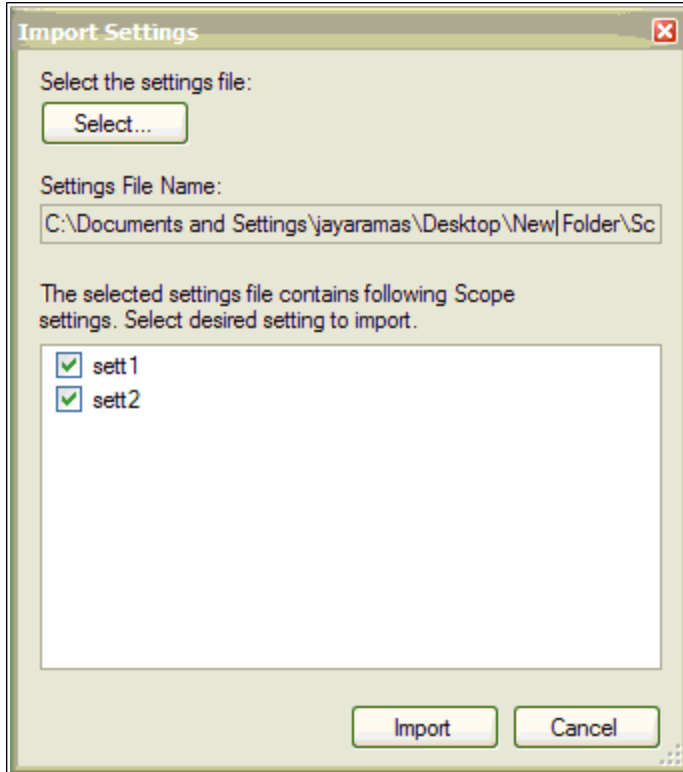 Import Settings
Select the settings file:
Select...
Settings File Name:
C:\Documents and Settings\jayaramas\Desktop\New Folder\Sc
The selected settings file contains following Scope
settings. Select desired setting to import.
sett1
sett2
Import
Cancel